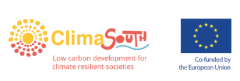 ClimaSouth
Low carbon development for
climate resilient societies
Co-funded by
the European Union